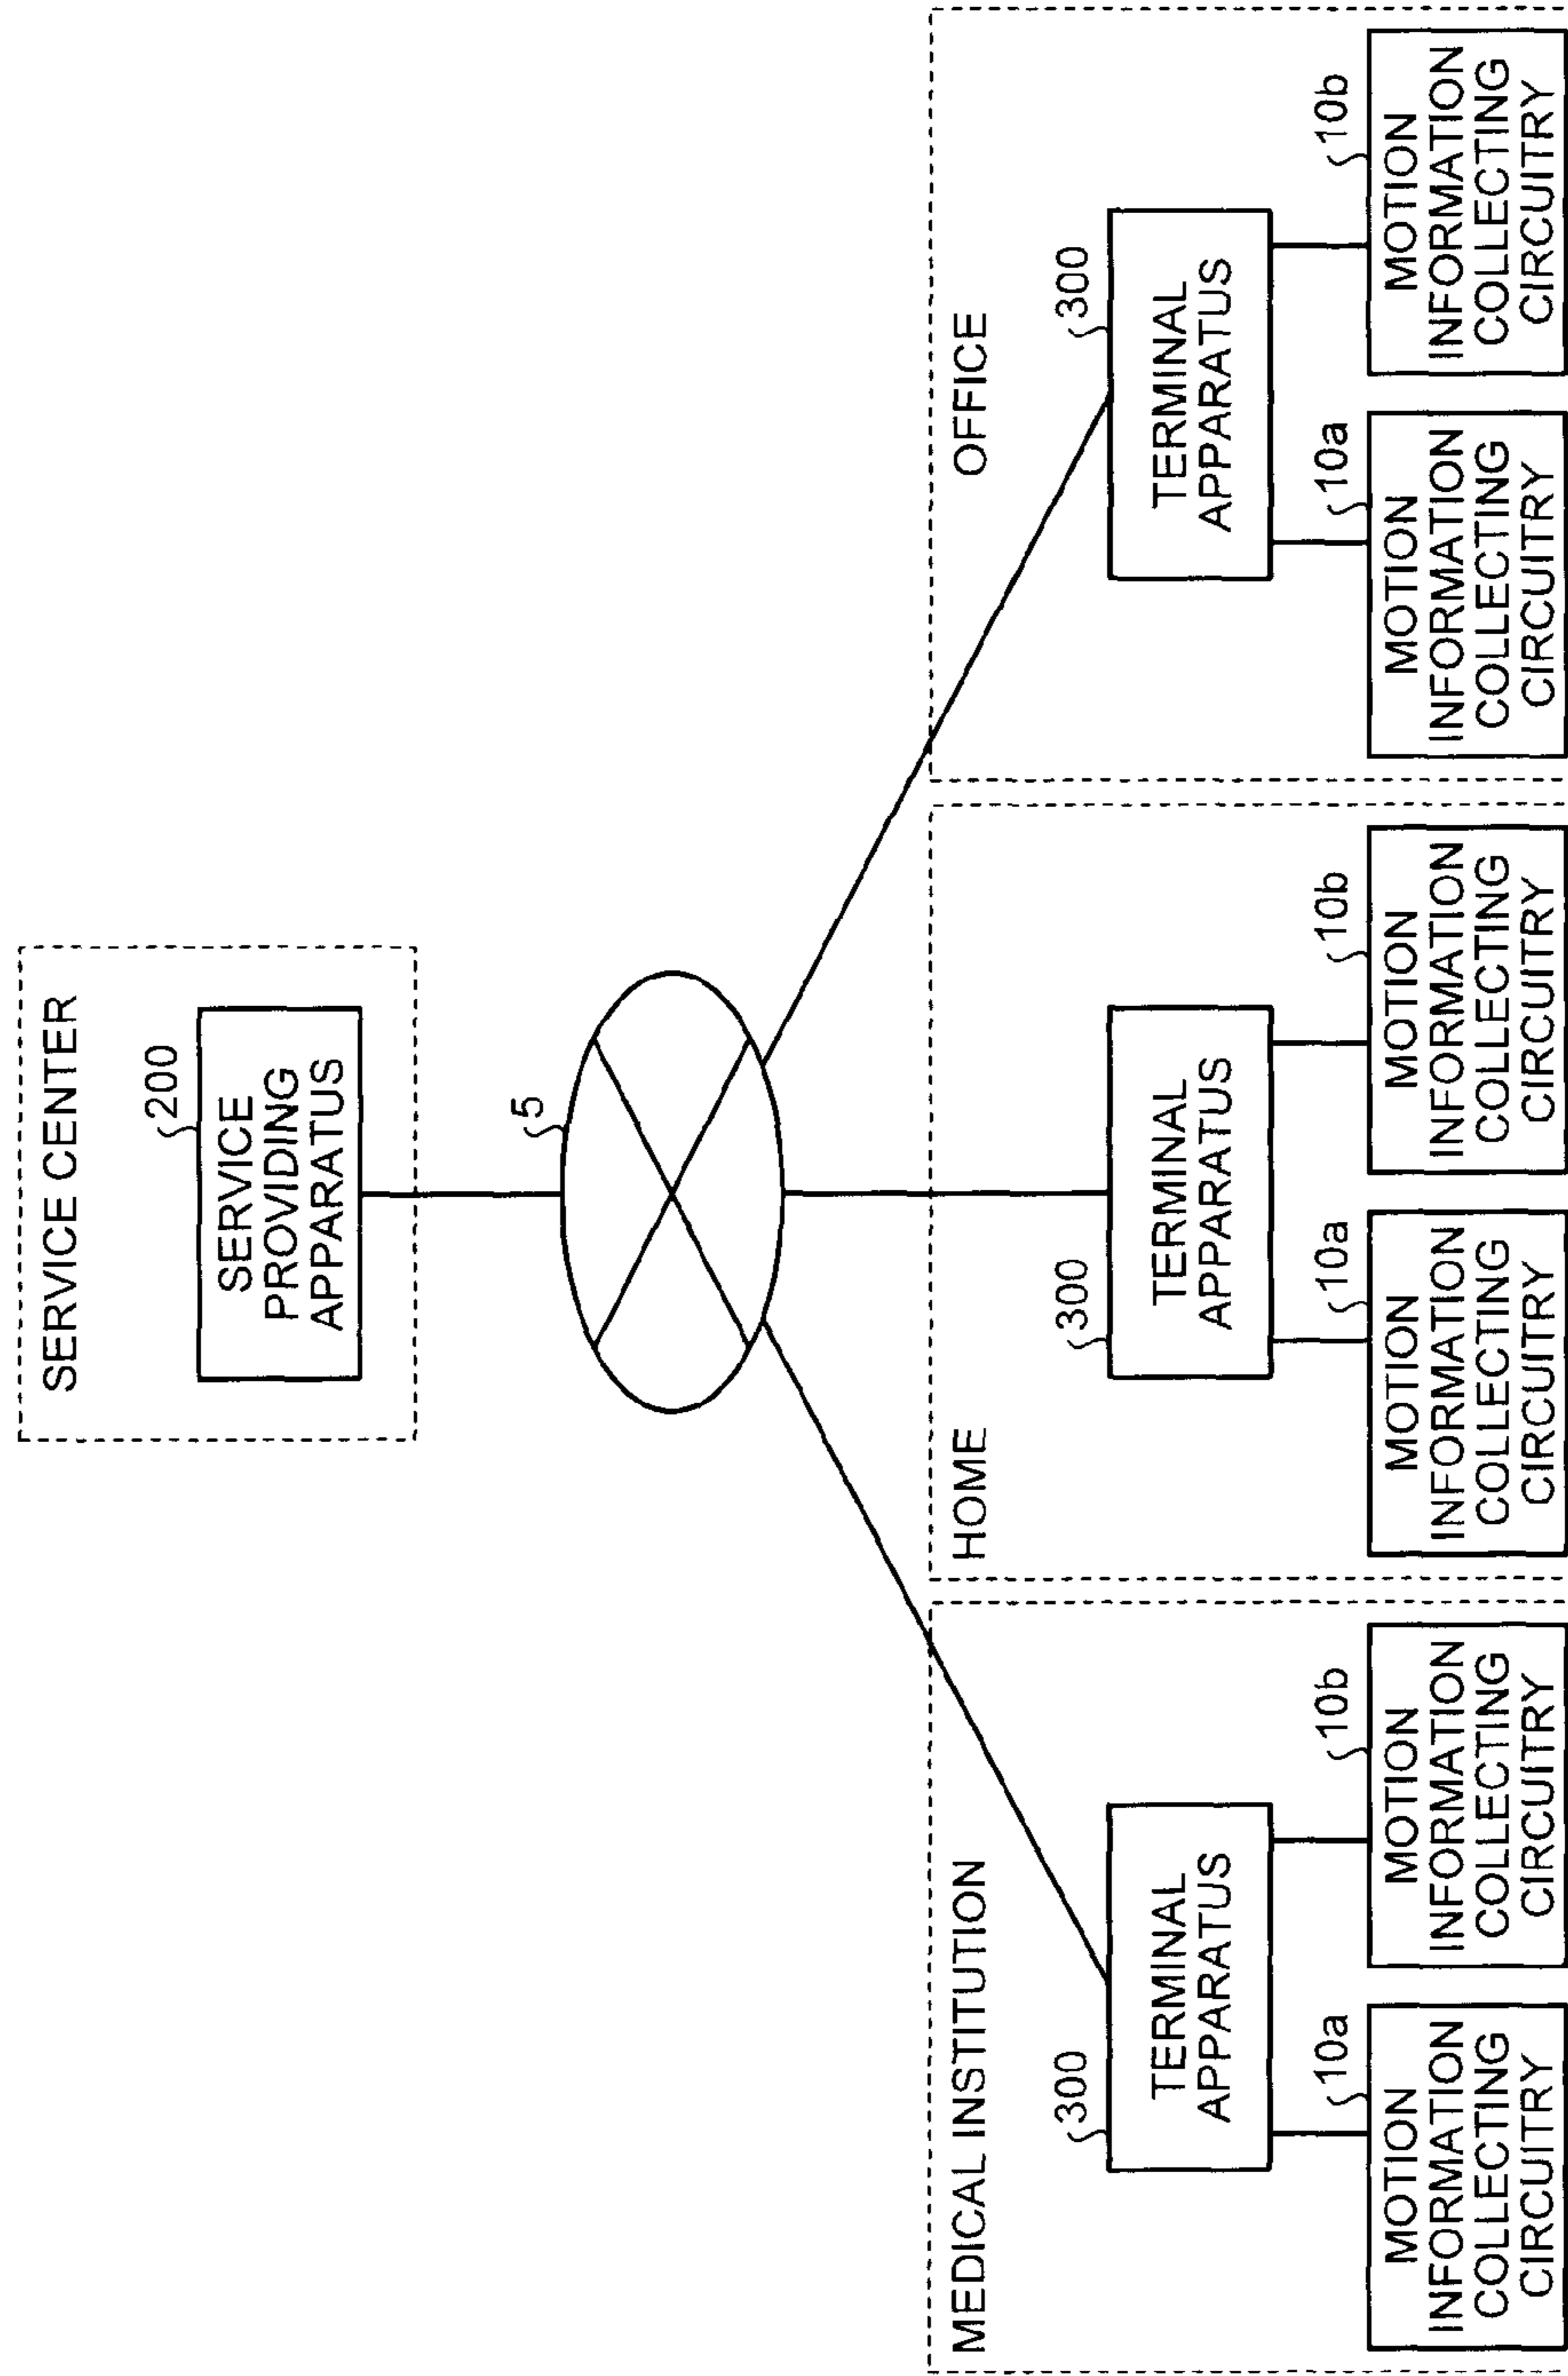 SERVICE CENTER
200
SERVICE
PROVIDING
APPARATUS
5
MEDICAL INSTITUTION
300
TERMINAL
APPARATUS
10a
MOTION
INFORMATION
COLLECTING
CIRCUITRY
10b
MOTION
INFORMATION
COLLECTING
CIRCUITRY
HOME
300
TERMINAL
APPARATUS
10a
MOTION
INFORMATION
COLLECTING
CIRCUITRY
10b
MOTION
INFORMATION
COLLECTING
CIRCUITRY
OFFICE
300
TERMINAL
APPARATUS
10a
MOTION
INFORMATION
COLLECTING
CIRCUITRY
10b
MOTION
INFORMATION
COLLECTING
CIRCUITRY